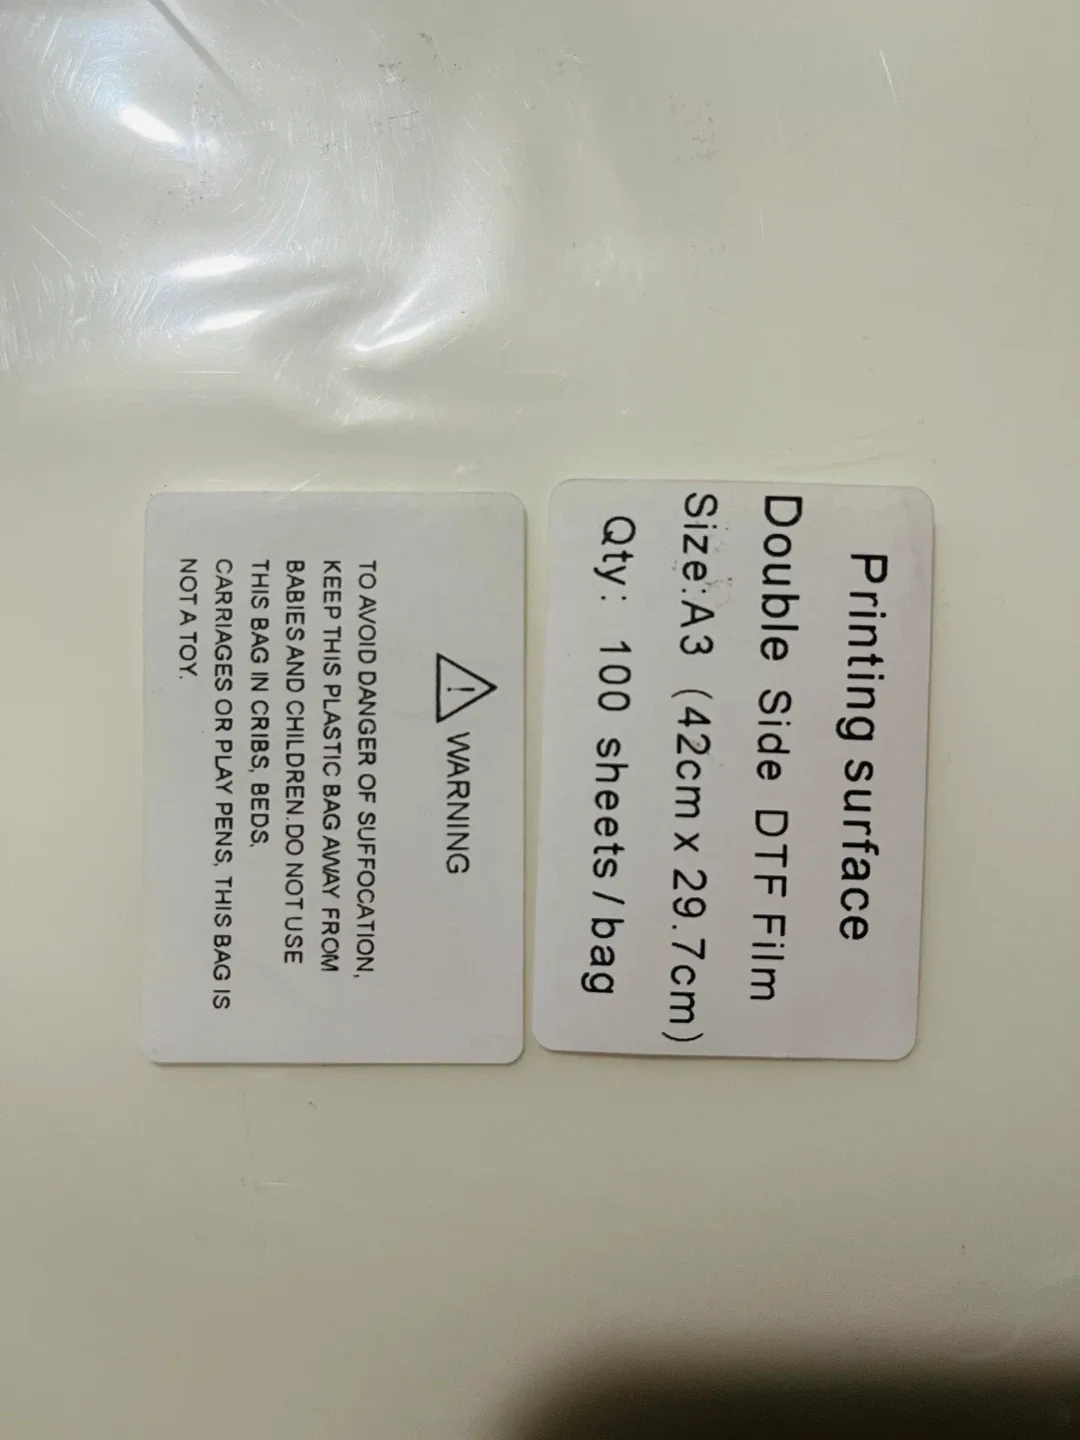 Printing surface
Double Side DTF Film
Size:A3 (42cm x 29.7cm)
Qty: 100 sheets/bag
WARNING
TO AVOID DANGER OF SUFFOCATION,
KEEP THIS PLASTIC BAG AWAY FROM
BABIES AND CHILDREN.DO NOT USE
THIS BAG IN CRIBS, BEDS,
CARRIAGES OR PLAY PENS, THIS BAG IS
NOT A TOY.